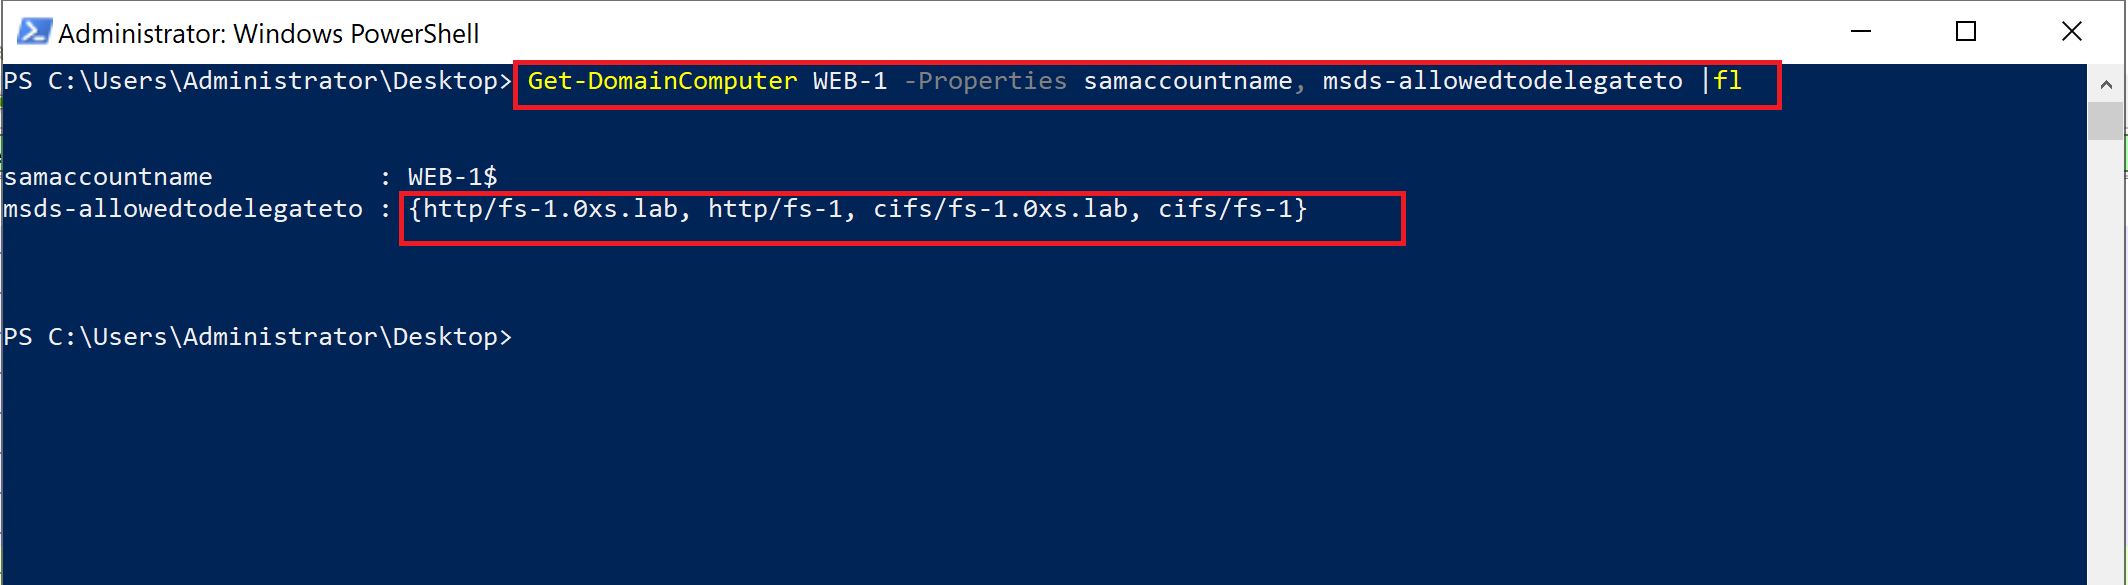 Administrator: Windows PowerShell
PS C:\Users\Administrator\Desktop> Get-DomainComputer WEB-1 -Properties samaccountname, msds-allowedtodelegateto |fl
samaccountname           : WEB-1$
msds-allowedtodelegateto : {http/fs-1.0xs.lab, http/fs-1, cifs/fs-1.0xs.lab, cifs/fs-1}
PS C:\Users\Administrator\Desktop>